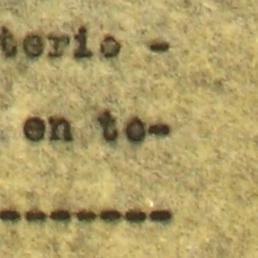 terio -
en to-
-------